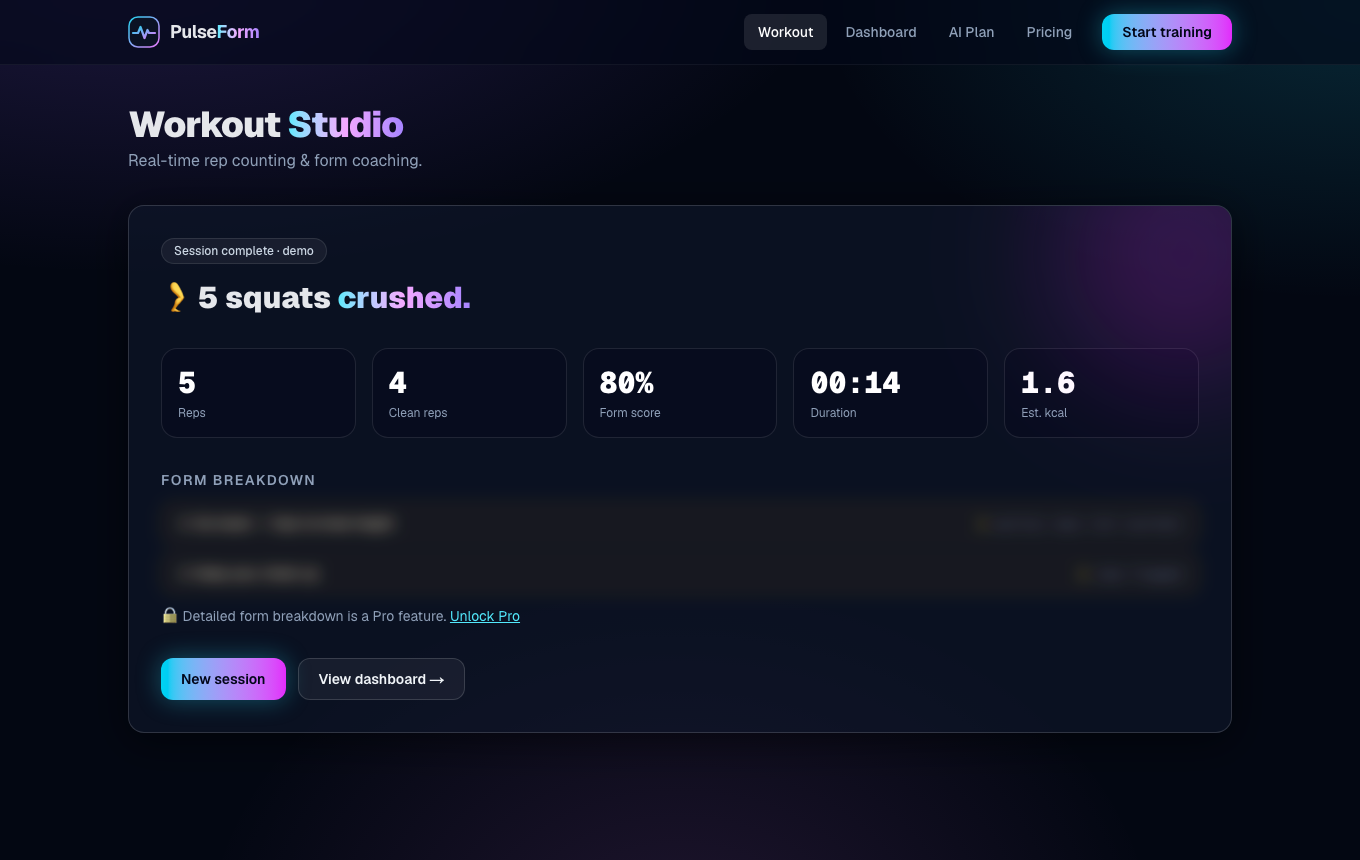 PulseForm
Workout
Dashboard
AI Plan
Pricing
Start training
Workout Studio
Real-time rep counting & form coaching.
Session complete · demo
5 squats crushed.
5
Reps
4
Clean reps
80%
Form score
00:14
Duration
1.6
Est. kcal
FORM BREAKDOWN
Detailed form breakdown is a Pro feature. Unlock Pro
New session
View dashboard →